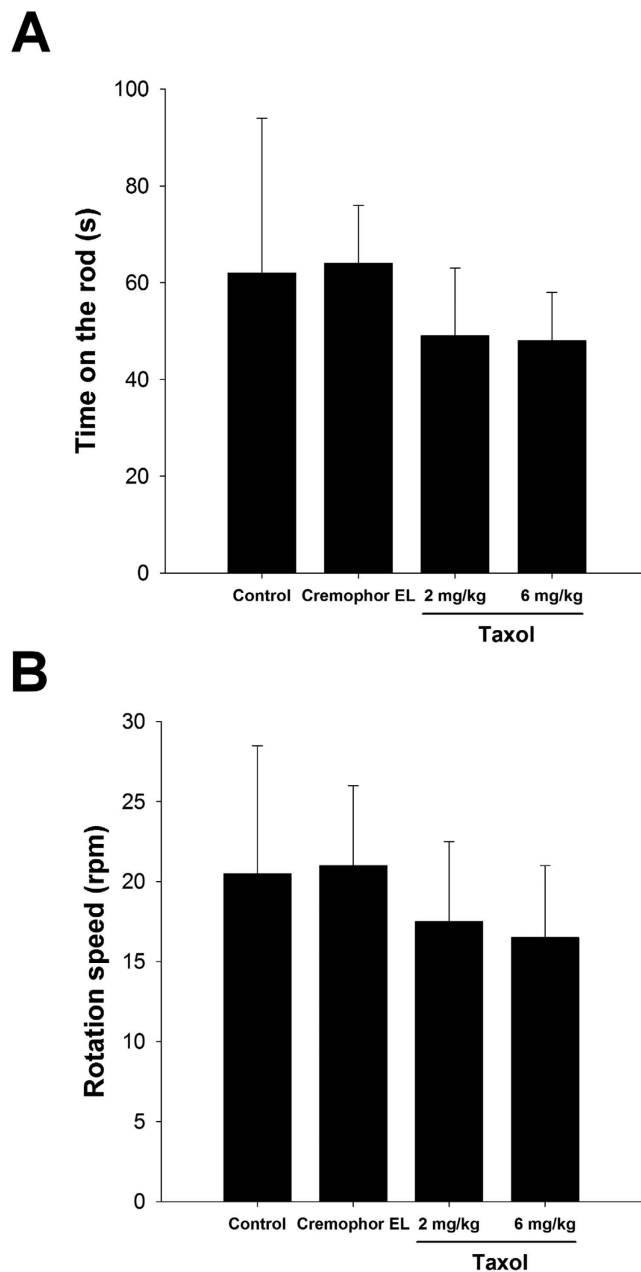 A
Time on the rod (s)
100
80
60
40
20
0
Control Cremophor EL 2 mg/kg 6 mg/kg
Taxol
B
Rotation speed (rpm)
30
25
20
15
10
5
0
Control Cremophor EL 2 mg/kg 6 mg/kg
Taxol